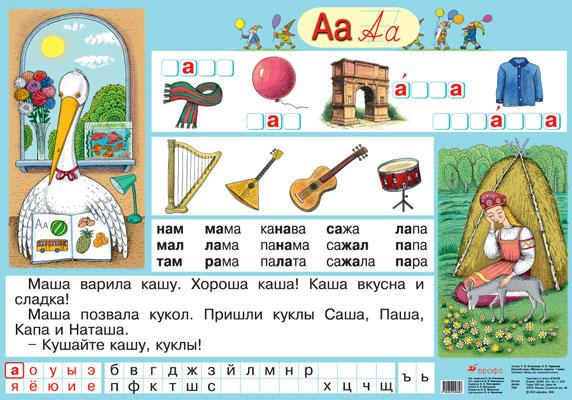 Аа Аа
а
а
а́ а
а́ а
Аа
нам мама канава сажа лапа
мал лама панама сажал папа
там рама палата сажала пара
Маша варила кашу. Хороша каша! Каша вкусна и
сладка!
Маша позвала кукол. Пришли куклы Саша, Паша,
Капа и Наташа.
– Кушайте кашу, куклы!
а о у ы э б в г д ж з й л м н р
я ё ю и е п ф к т ш с х ц ч щ ъ ь
дрофа